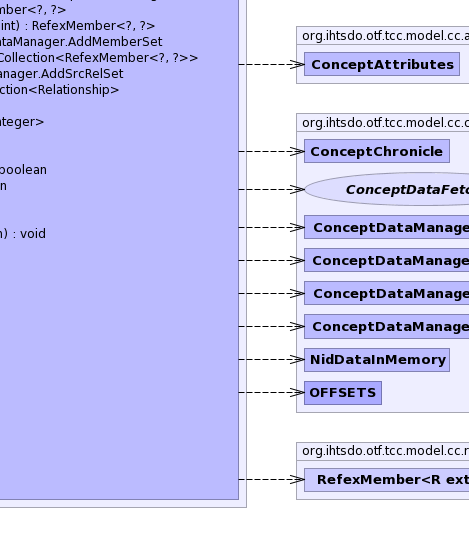 mber<?, ?>
int) : RefexMember<?, ?>
ataManager.AddMemberSet
Collection<RefexMember<?, ?>>
anager.AddSrcRelSet
ction<Relationship>
nteger>
boolean
n
n) : void
org.ihtsdo.otf.tcc.model.cc.a
ConceptAttributes
org.ihtsdo.otf.tcc.model.cc.c
ConceptChronicle
ConceptDataFetc
ConceptDataManage
ConceptDataManage
ConceptDataManage
ConceptDataManage
NidDataInMemory
OFFSETS
org.ihtsdo.otf.tcc.model.cc.r
RefexMember<R ext